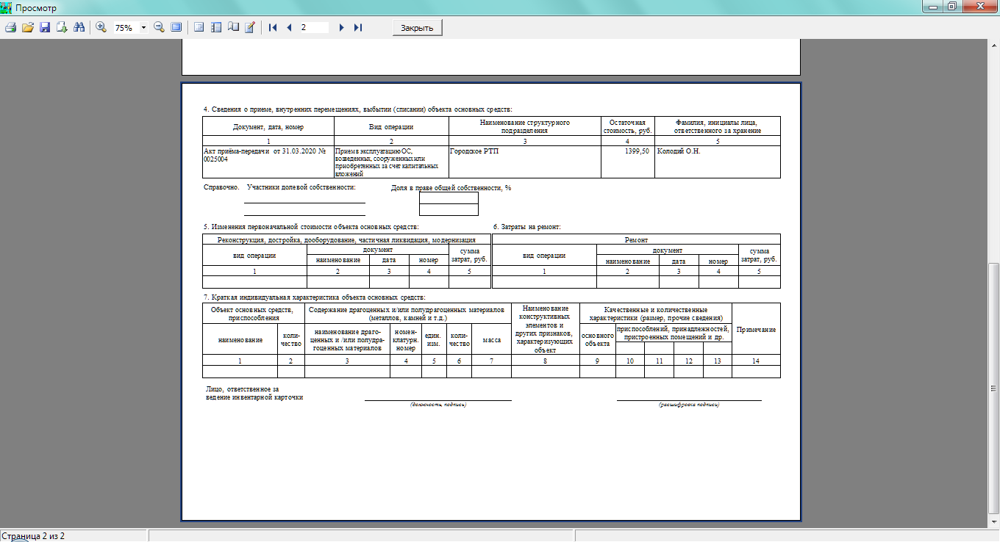 Просмотр
75%
2
Закрыть
4. Сведения о приеме, внутренних перемещениях, выбытии (списании) объекта основных средств:
Документ, дата, номер
Вид операции
Наименование структурного
подразделения
Остаточная
стоимость, руб.
Фамилия, инициалы лица,
ответственного за хранение
1
2
3
4
5
Акт приёма-передачи от 31.03.2020 №
0025004
Прием в эксплуатацию ОС,
возведенных, сооруженных или
приобретенных за счет капитальных
вложений
Городское РТП
1399,50
Колодий О.Н.
Справочно. Участники долевой собственности:
Доля в праве общей собственности, %
5. Изменения первоначальной стоимости объекта основных средств:
6. Затраты на ремонт:
Реконструкция, достройка, дооборудование, частичная ликвидация, модернизация
вид операции
документ
сумма
затрат, руб.
наименование
дата
номер
1
2
3
4
5
Ремонт
вид операции
документ
сумма
затрат, руб.
наименование
дата
номер
1
2
3
4
5
7. Краткая индивидуальная характеристика объекта основных средств:
Объект основных средств,
приспособления
Содержание драгоценных и/или полудрагоценных материалов
(металлов, камней и т.д.)
Наименование
конструктивных
элементов и
других признаков,
характеризующих
объект
Качественные и количественные
характеристики (размер, прочие сведения)
Примечание
наименование
коли-
чество
наименование драго-
ценных и /или полудра-
гоценных материалов
номен-
клатурн.
номер
един.
изм.
коли-
чество
масса
основного
объекта
приспособлений, принадлежностей,
пристроенных помещений и др.
1
2
3
4
5
6
7
8
9
10
11
12
13
14
Лицо, ответственное за
ведение инвентарной карточки
(должность, подпись)
(расшифровка подписи)
Страница 2 из 2